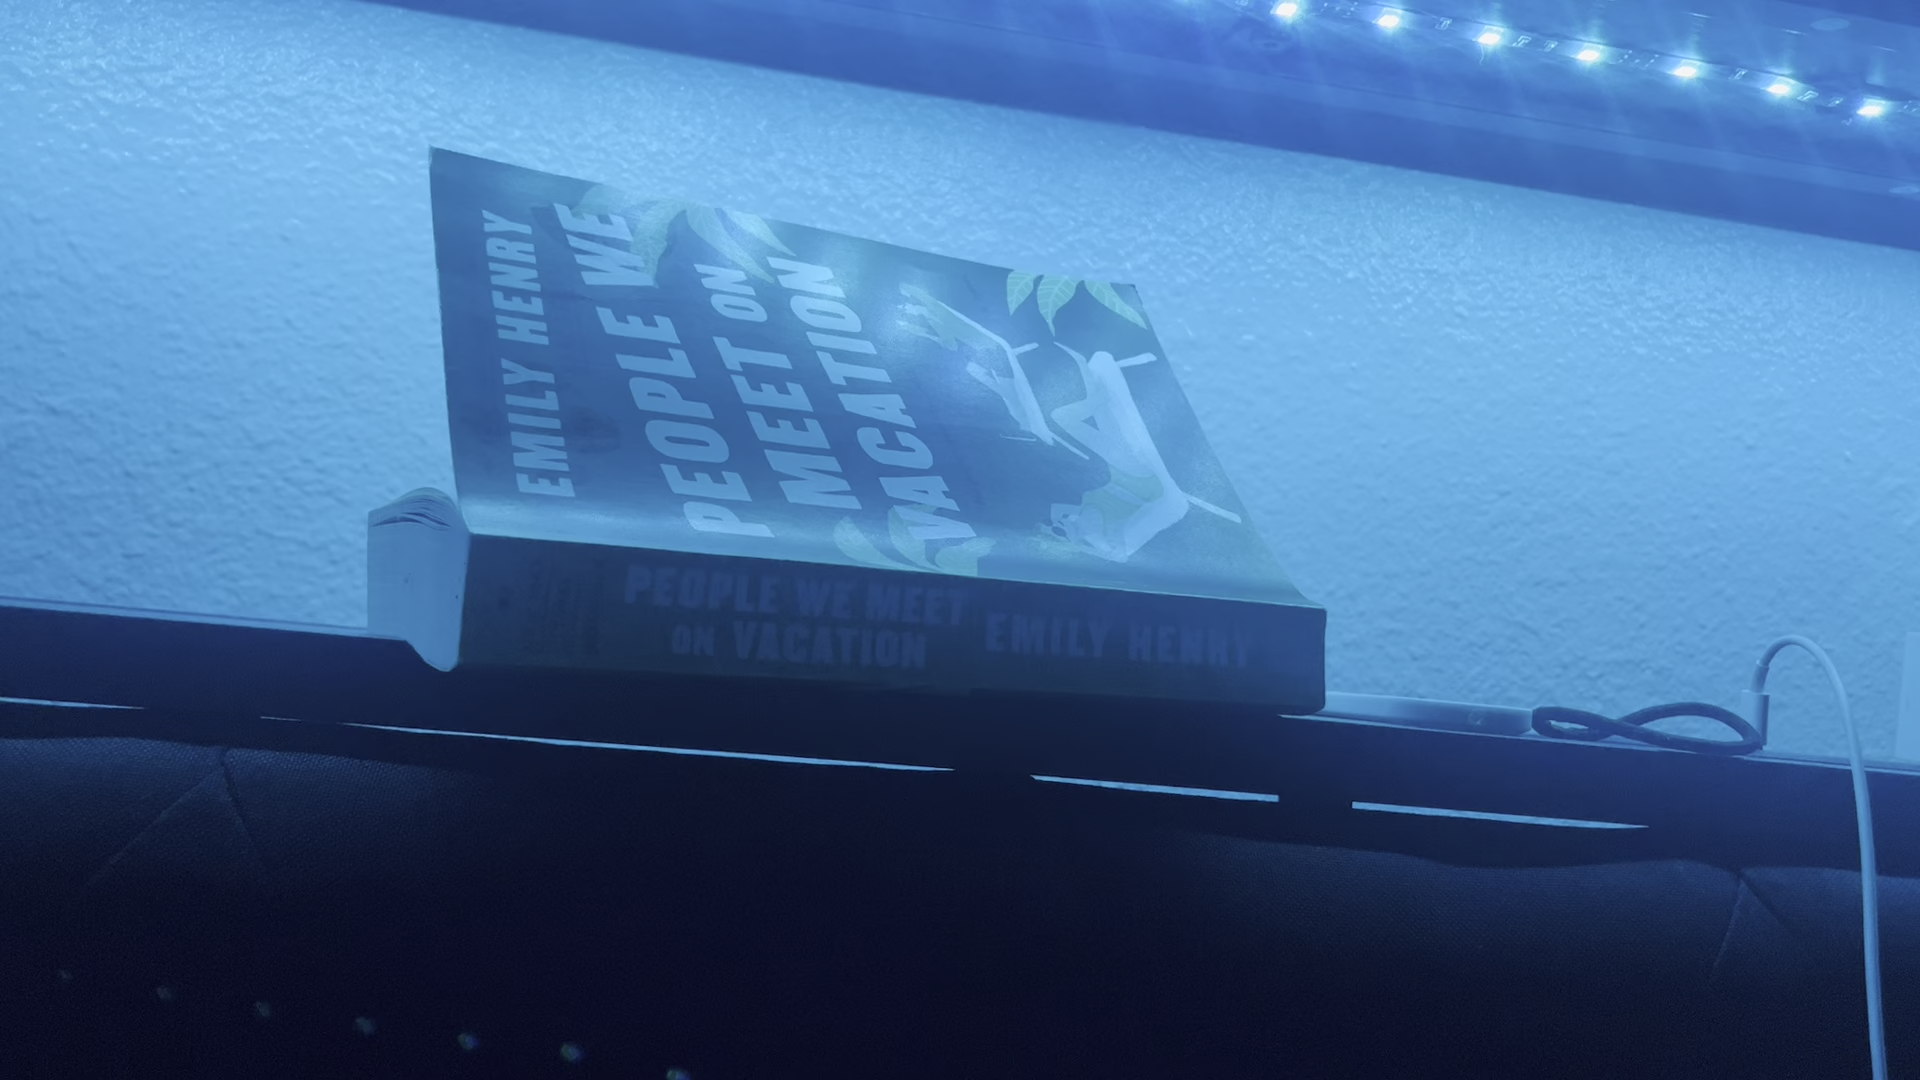 EMILY HENRY
PEOPLE WE
MEET ON
VACATION
PEOPLE WE MEET
ON VACATION
EMILY HENRY